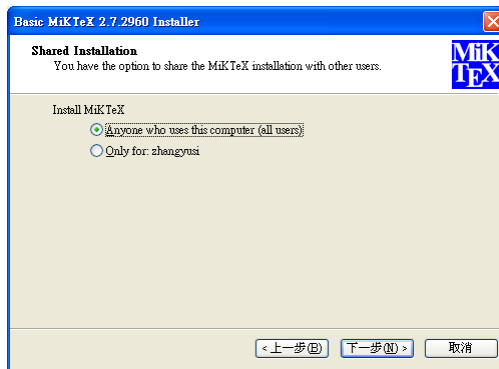 Basic MiKTeX 2.7.2960 Installer
Shared Installation
You have the option to share the MiKTeX installation with other users.
MiK
TEX
Install MiKTeX
Anyone who uses this computer (all users)
Only for: zhangyusi
< 上一步(B) 下一步(N) > 取消